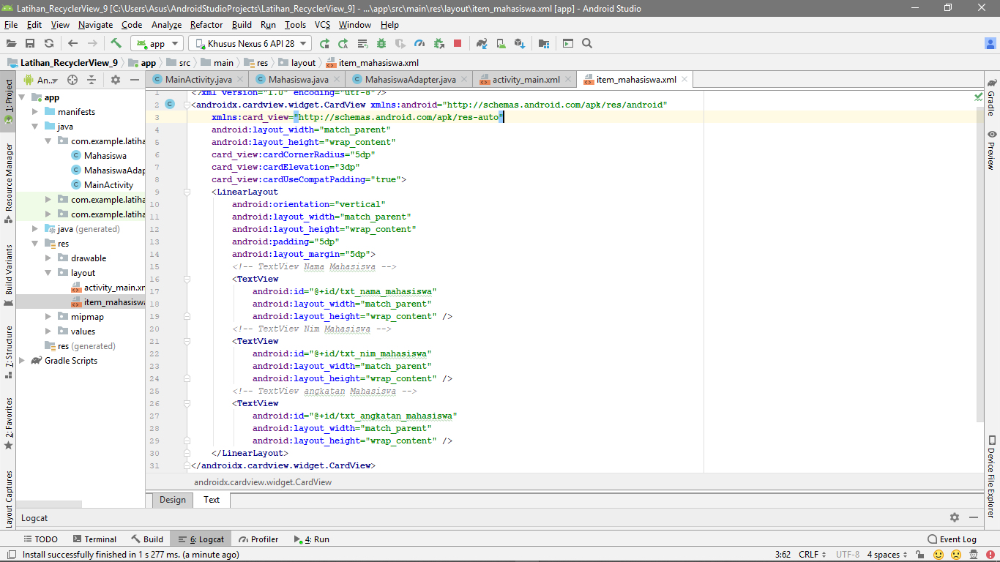 Latihan_RecyclerView_9 [C:\Users\Asus\AndroidStudioProjects\Latihan_RecyclerView_9] - ...\app\src\main\res\layout\item_mahasiswa.xml [app] - Android Studio
File Edit View Navigate Code Analyze Refactor Build Run Tools VCS Window Help
app Khusus Nexus 6 API 28
Latihan_RecyclerView_9 app src main res layout item_mahasiswa.xml
An... MainActivity.java Mahasiswa.java MahasiswaAdapter.java activity_main.xml item_mahasiswa.xml
1: Project
Resource Manager
Build Variants
7: Structure
2: Favorites
Layout Captures
app
manifests
java
com.example.latiha
Mahasiswa
MahasiswaAdap
MainActivity
com.example.latiha
com.example.latiha
java (generated)
res
drawable
layout
activity_main.xm
item_mahasiswa
mipmap
values
res (generated)
Gradle Scripts
1 <?xml version="1.0" encoding="utf-8"?>
2 <androidx.cardview.widget.CardView xmlns:android="http://schemas.android.com/apk/res/android"
3 xmlns:card_view="http://schemas.android.com/apk/res-auto"
4 android:layout_width="match_parent"
5 android:layout_height="wrap_content"
6 card_view:cardCornerRadius="5dp"
7 card_view:cardElevation="3dp"
8 card_view:cardUseCompatPadding="true">
9 <LinearLayout
10 android:orientation="vertical"
11 android:layout_width="match_parent"
12 android:layout_height="wrap_content"
13 android:padding="5dp"
14 android:layout_margin="5dp">
15 <!-- TextView Nama Mahasiswa -->
16 <TextView
17 android:id="@+id/txt_nama_mahasiswa"
18 android:layout_width="match_parent"
19 android:layout_height="wrap_content" />
20 <!-- TextView Nim Mahasiswa -->
21 <TextView
22 android:id="@+id/txt_nim_mahasiswa"
23 android:layout_width="match_parent"
24 android:layout_height="wrap_content" />
25 <!-- TextView angkatan Mahasiswa -->
26 <TextView
27 android:id="@+id/txt_angkatan_mahasiswa"
28 android:layout_width="match_parent"
29 android:layout_height="wrap_content" />
30 </LinearLayout>
31 </androidx.cardview.widget.CardView>
androidx.cardview.widget.CardView
Design Text
Gradle
Preview
Device File Explorer
Logcat
TODO Terminal Build 6: Logcat Profiler 4: Run Event Log
Install successfully finished in 1 s 277 ms. (a minute ago) 3:62 CRLF UTF-8 4 spaces